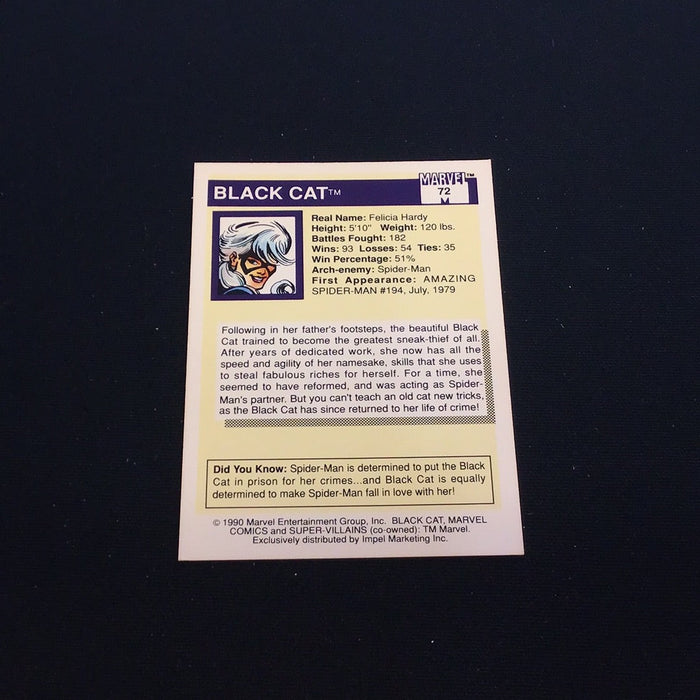 BLACK CAT™
MARVEL™
72
M
Real Name: Felicia Hardy
Height: 5'10" Weight: 120 lbs.
Battles Fought: 182
Wins: 93 Losses: 54 Ties: 35
Win Percentage: 51%
Arch-enemy: Spider-Man
First Appearance: AMAZING
SPIDER-MAN #194, July, 1979
Following in her father's footsteps, the beautiful Black
Cat trained to become the greatest sneak-thief of all.
After years of dedicated work, she now has all the
speed and agility of her namesake, skills that she uses
to steal fabulous riches for herself. For a time, she
seemed to have reformed, and was acting as Spider-
Man's partner. But you can't teach an old cat new tricks,
as the Black Cat has since returned to her life of crime!
Did You Know: Spider-Man is determined to put the Black
Cat in prison for her crimes...and Black Cat is equally
determined to make Spider-Man fall in love with her!
© 1990 Marvel Entertainment Group, Inc. BLACK CAT, MARVEL
COMICS and SUPER-VILLAINS (co-owned): TM Marvel.
Exclusively distributed by Impel Marketing Inc.